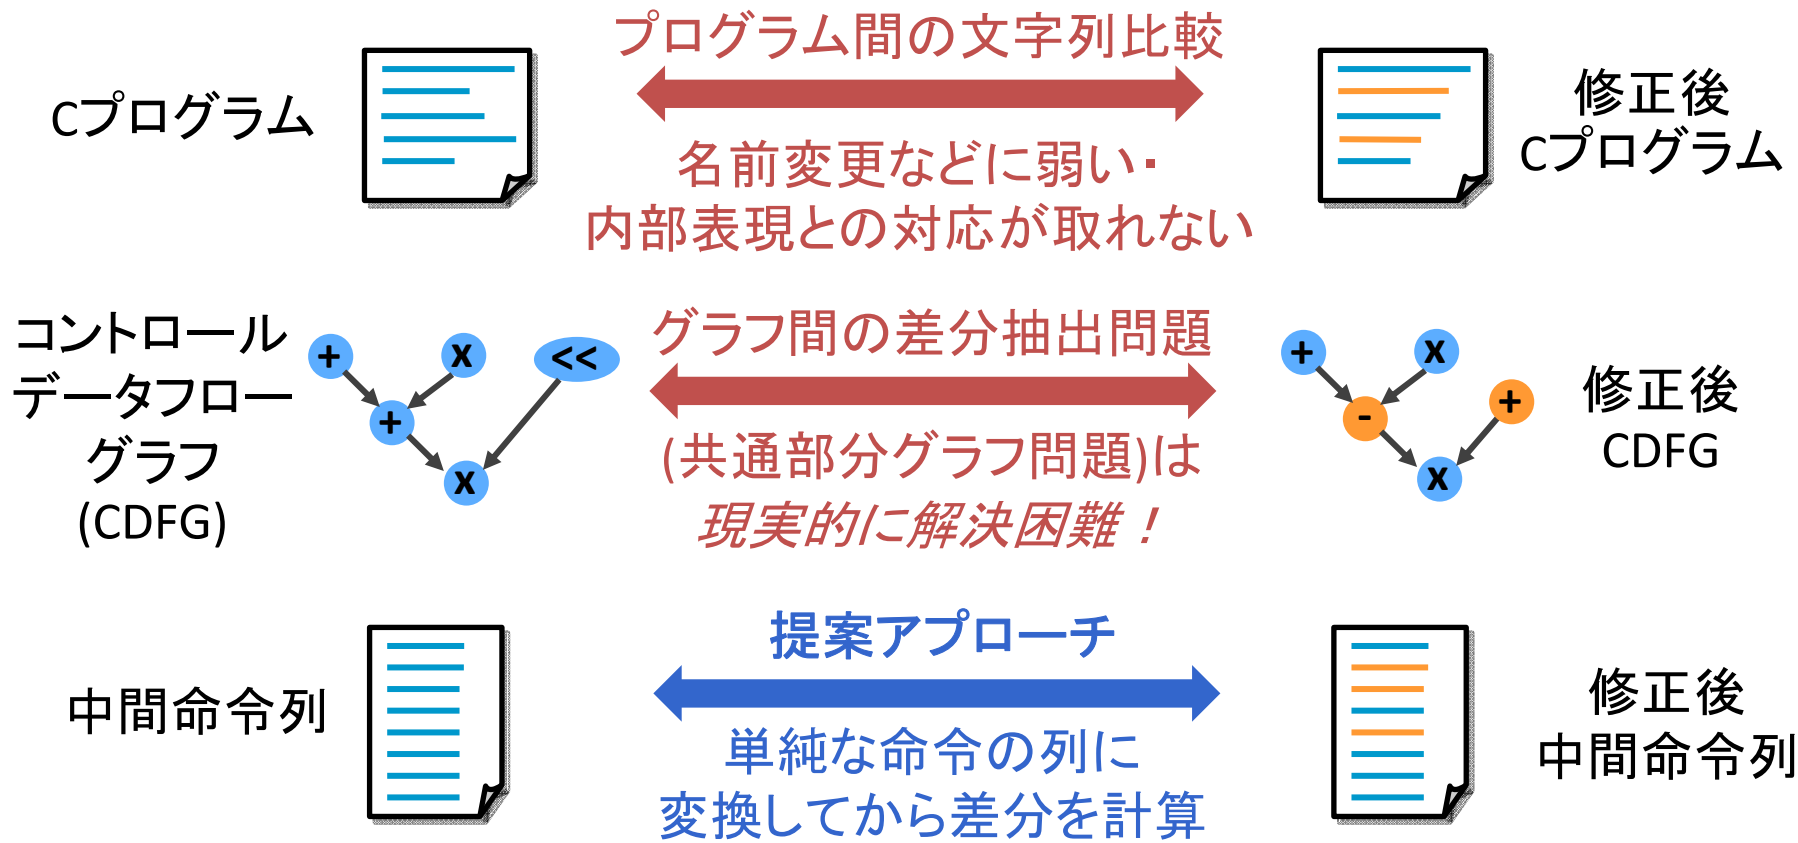 プログラム間の文字列比較
Cプログラム
修正後
Cプログラム
名前変更などに弱い・
内部表現との対応が取れない
コントロール
データフロー
グラフ
(CDFG)
+
x
<<
+
x
グラフ間の差分抽出問題
(共通部分グラフ問題)は
現実的に解決困難！
+
x
-
+
x
修正後
CDFG
提案アプローチ
中間命令列
修正後
中間命令列
単純な命令の列に
変換してから差分を計算